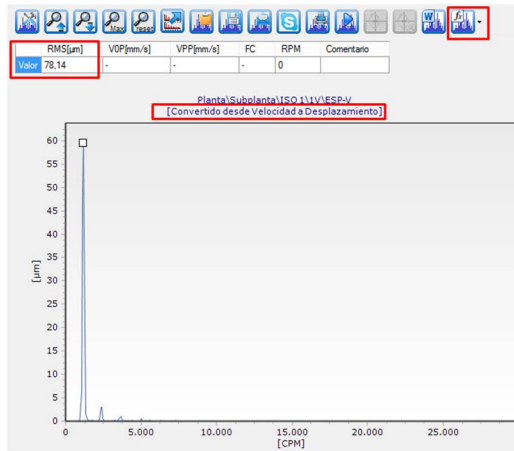 Max
Reset
W
f(x)
RMS[µm] V0P[mm/s] VPP[mm/s] FC RPM Comentario
Valor 78,14 - - - 0
Planta\Subplanta\ISO 1\1V\ESP-V
[Convertido desde Velocidad a Desplazamiento]
60
55
50
45
40
35
30
25
20
15
10
5
0
[µm]
0 5.000 10.000 15.000 20.000 25.000
[CPM]